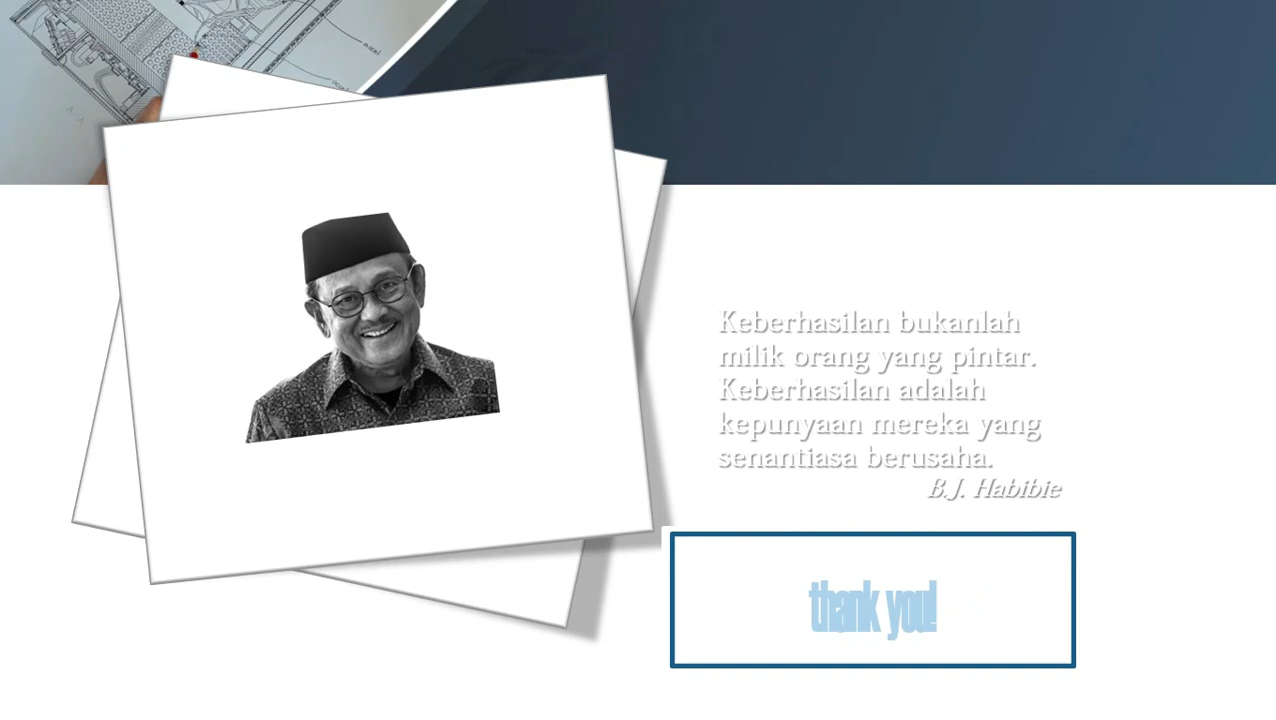 Keberhasilan bukanlah
milik orang yang pintar.
Keberhasilan adalah
kepunyaan mereka yang
senantiasa berusaha.
B.J. Habibie
thank you!